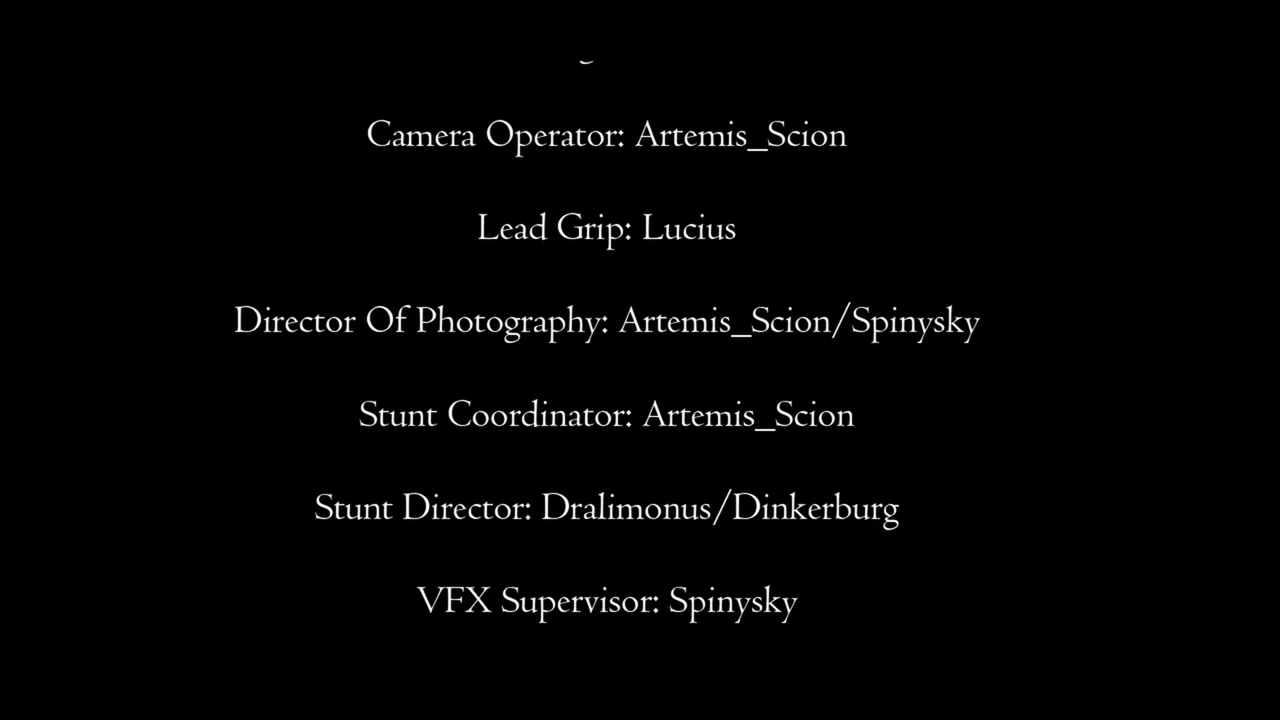 Camera Operator: Artemis_Scion
Lead Grip: Lucius
Director Of Photography: Artemis_Scion/Spinysky
Stunt Coordinator: Artemis_Scion
Stunt Director: Dralimonus/Dinkerburg
VFX Supervisor: Spinysky